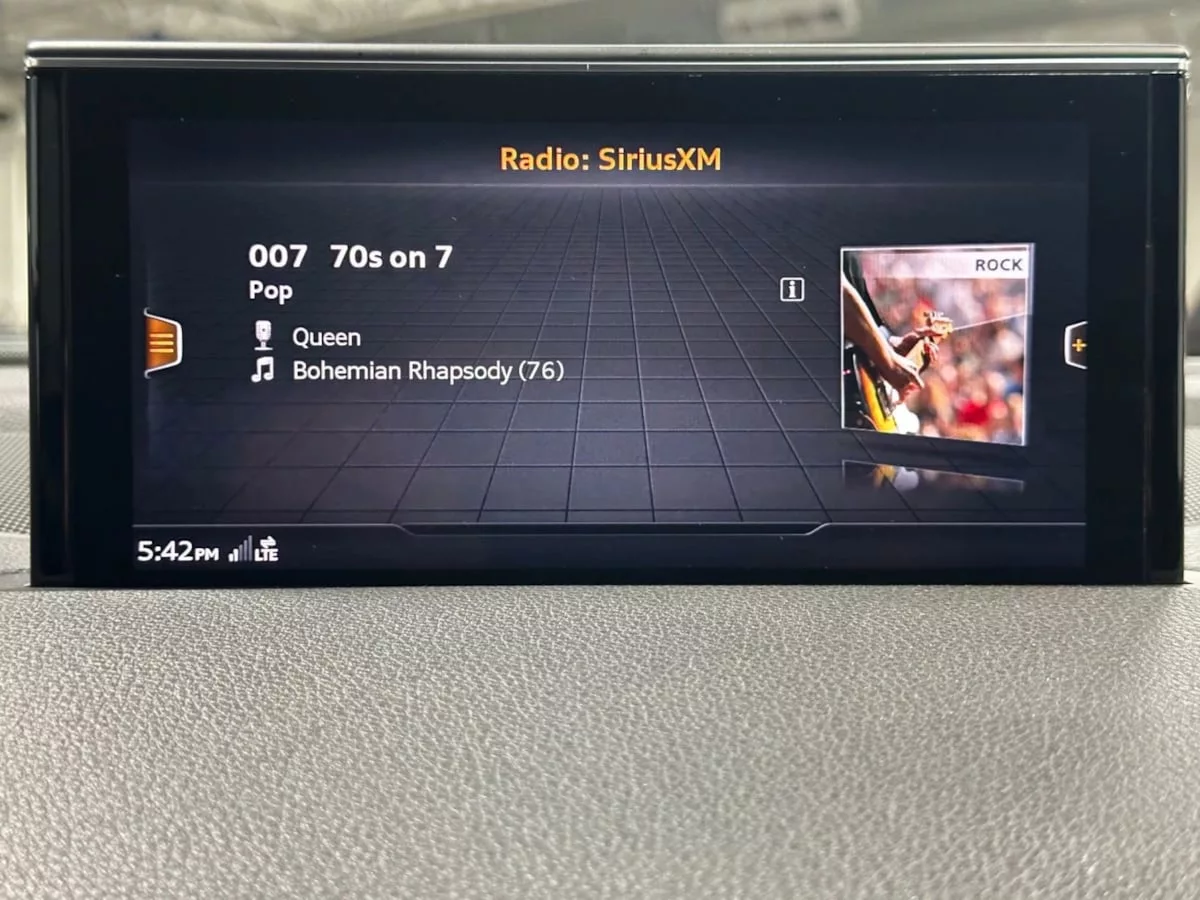 Radio: SiriusXM
007 70s on 7
Pop
ROCK
Queen
Bohemian Rhapsody (76)
5:42PM LTE